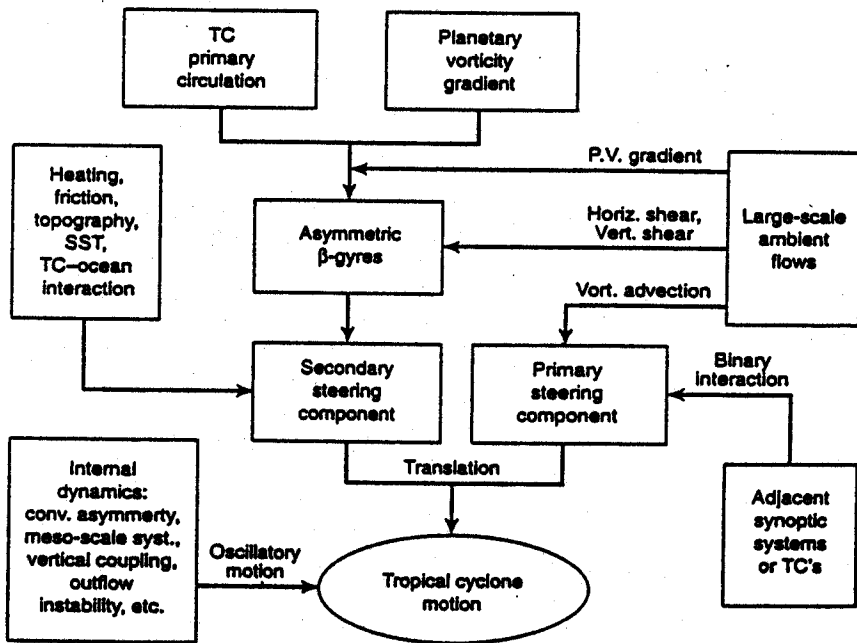 TC
primary
circulation
Planetary
vorticity
gradient
P.V. gradient
Heating,
friction,
topography,
SST,
TC–ocean
interaction
Asymmetric
β-gyres
Horiz. shear,
Vert. shear
Large-scale
ambient
flows
Vort. advection
Secondary
steering
component
Primary
steering
component
Binary
interaction
Translation
Internal
dynamics:
conv. asymmerty,
meso-scale syst.,
vertical coupling,
outflow
instability, etc.
Oscillatory
motion
Tropical cyclone
motion
Adjacent
synoptic
systems
or TC's